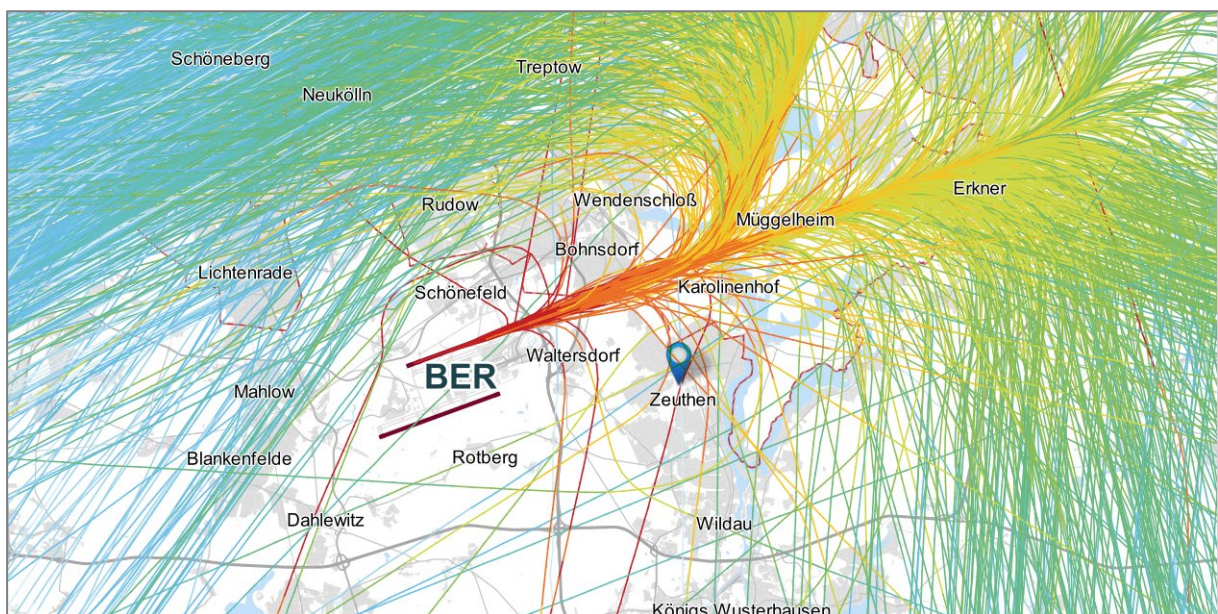 Schöneberg
Treptow
Neukölln
Erkner
Rudow
Wendenschloß
Müggelheim
Bohnsdorf
Lichtenrade
Karolinenhof
Schönefeld
Waltersdorf
BER
Mahlow
Zeuthen
Blankenfelde
Rotberg
Dahlewitz
Wildau
Königs Wusterhausen